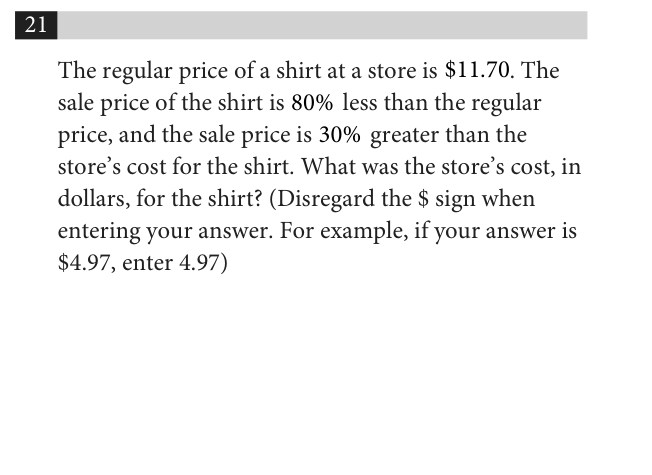 21
The regular price of a shirt at a store is $11.70. The
sale price of the shirt is 80% less than the regular
price, and the sale price is 30% greater than the
store’s cost for the shirt. What was the store’s cost, in
dollars, for the shirt? (Disregard the $ sign when
entering your answer. For example, if your answer is
$4.97, enter 4.97)